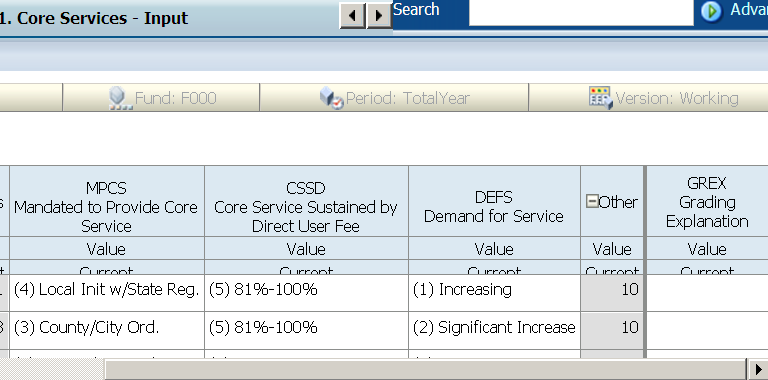 1. Core Services - Input
Search
Advan
Fund: F000
Period: TotalYear
Version: Working
MPCS
Mandated to Provide Core
Service
CSSD
Core Service Sustained by
Direct User Fee
DEFS
Demand for Service
Other
GREX
Grading
Explanation
Value Value Value Value Value
Current Current Current Current Current
(4) Local Init w/State Reg. (5) 81%-100% (1) Increasing 10
(3) County/City Ord. (5) 81%-100% (2) Significant Increase 10